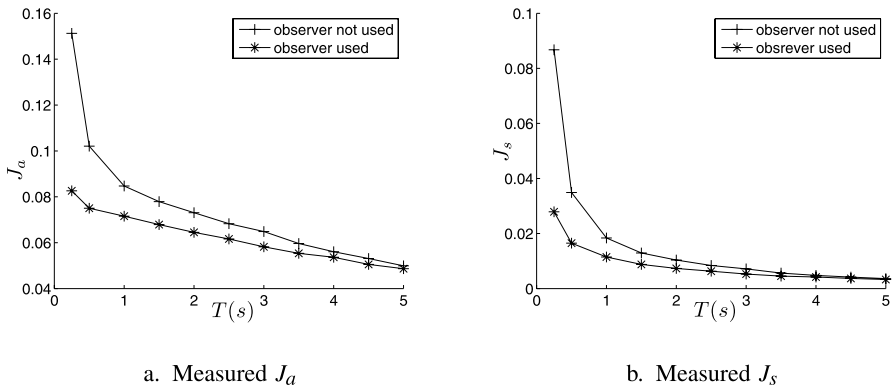 0.16
0.14
0.12
0.1
0.08
0.06
0.04
J_a
0 1 2 3 4 5
T(s)
observer not used
observer used
a. Measured J_a
0.1
0.08
0.06
0.04
0.02
0
J_s
0 1 2 3 4 5
T(s)
observer not used
obsrever used
b. Measured J_s